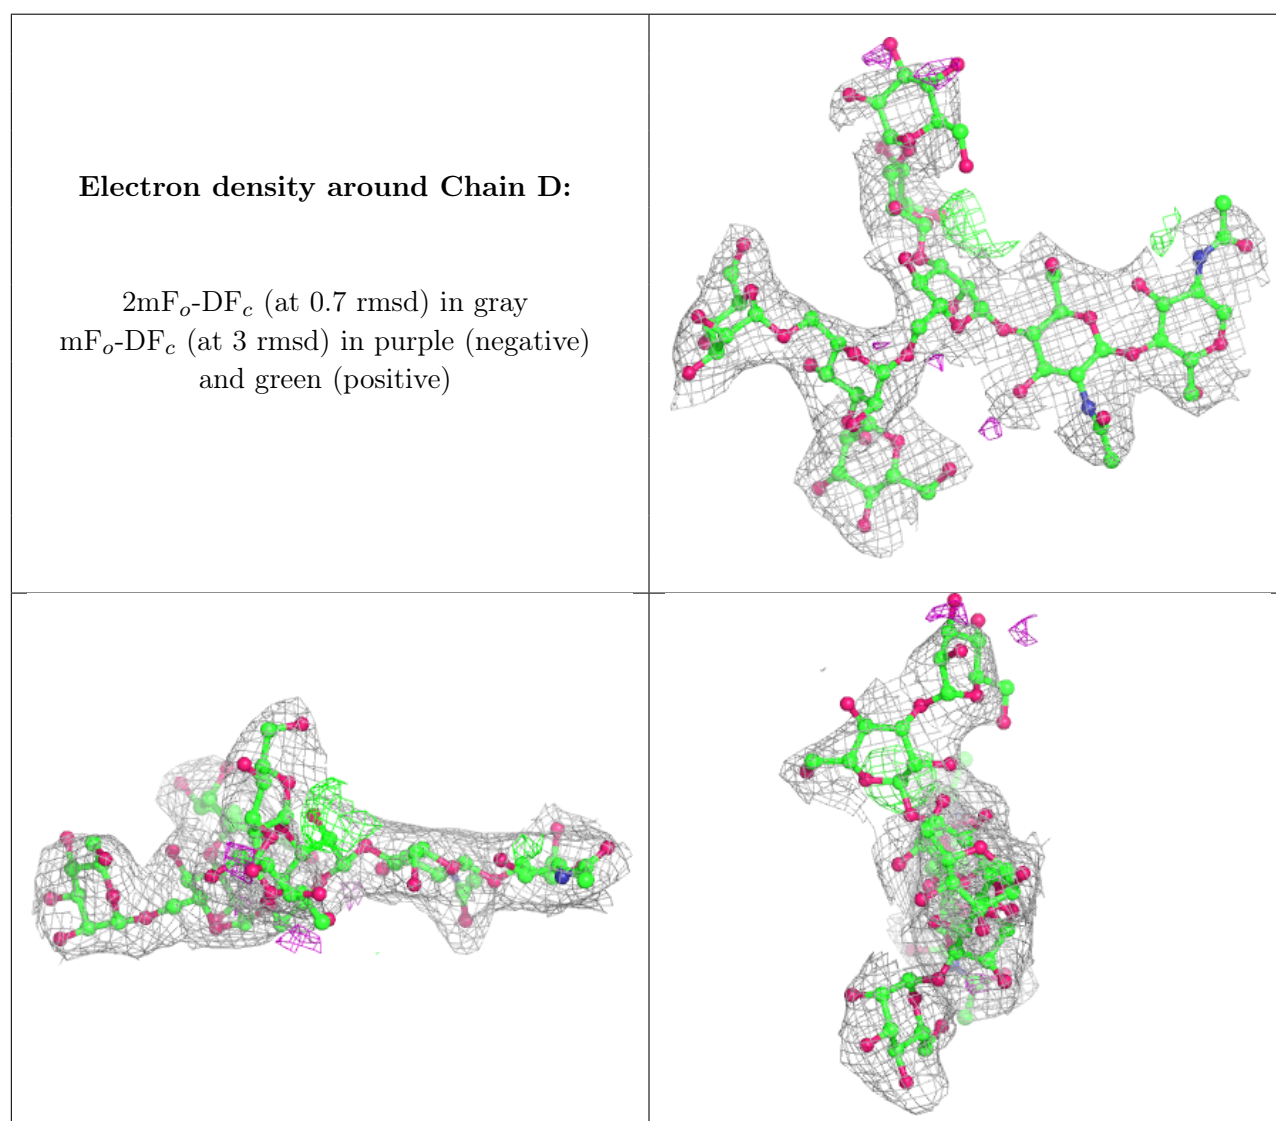 Electron density around Chain D:
2mFo-DFc (at 0.7 rmsd) in gray
mFo-DFc (at 3 rmsd) in purple (negative)
and green (positive)